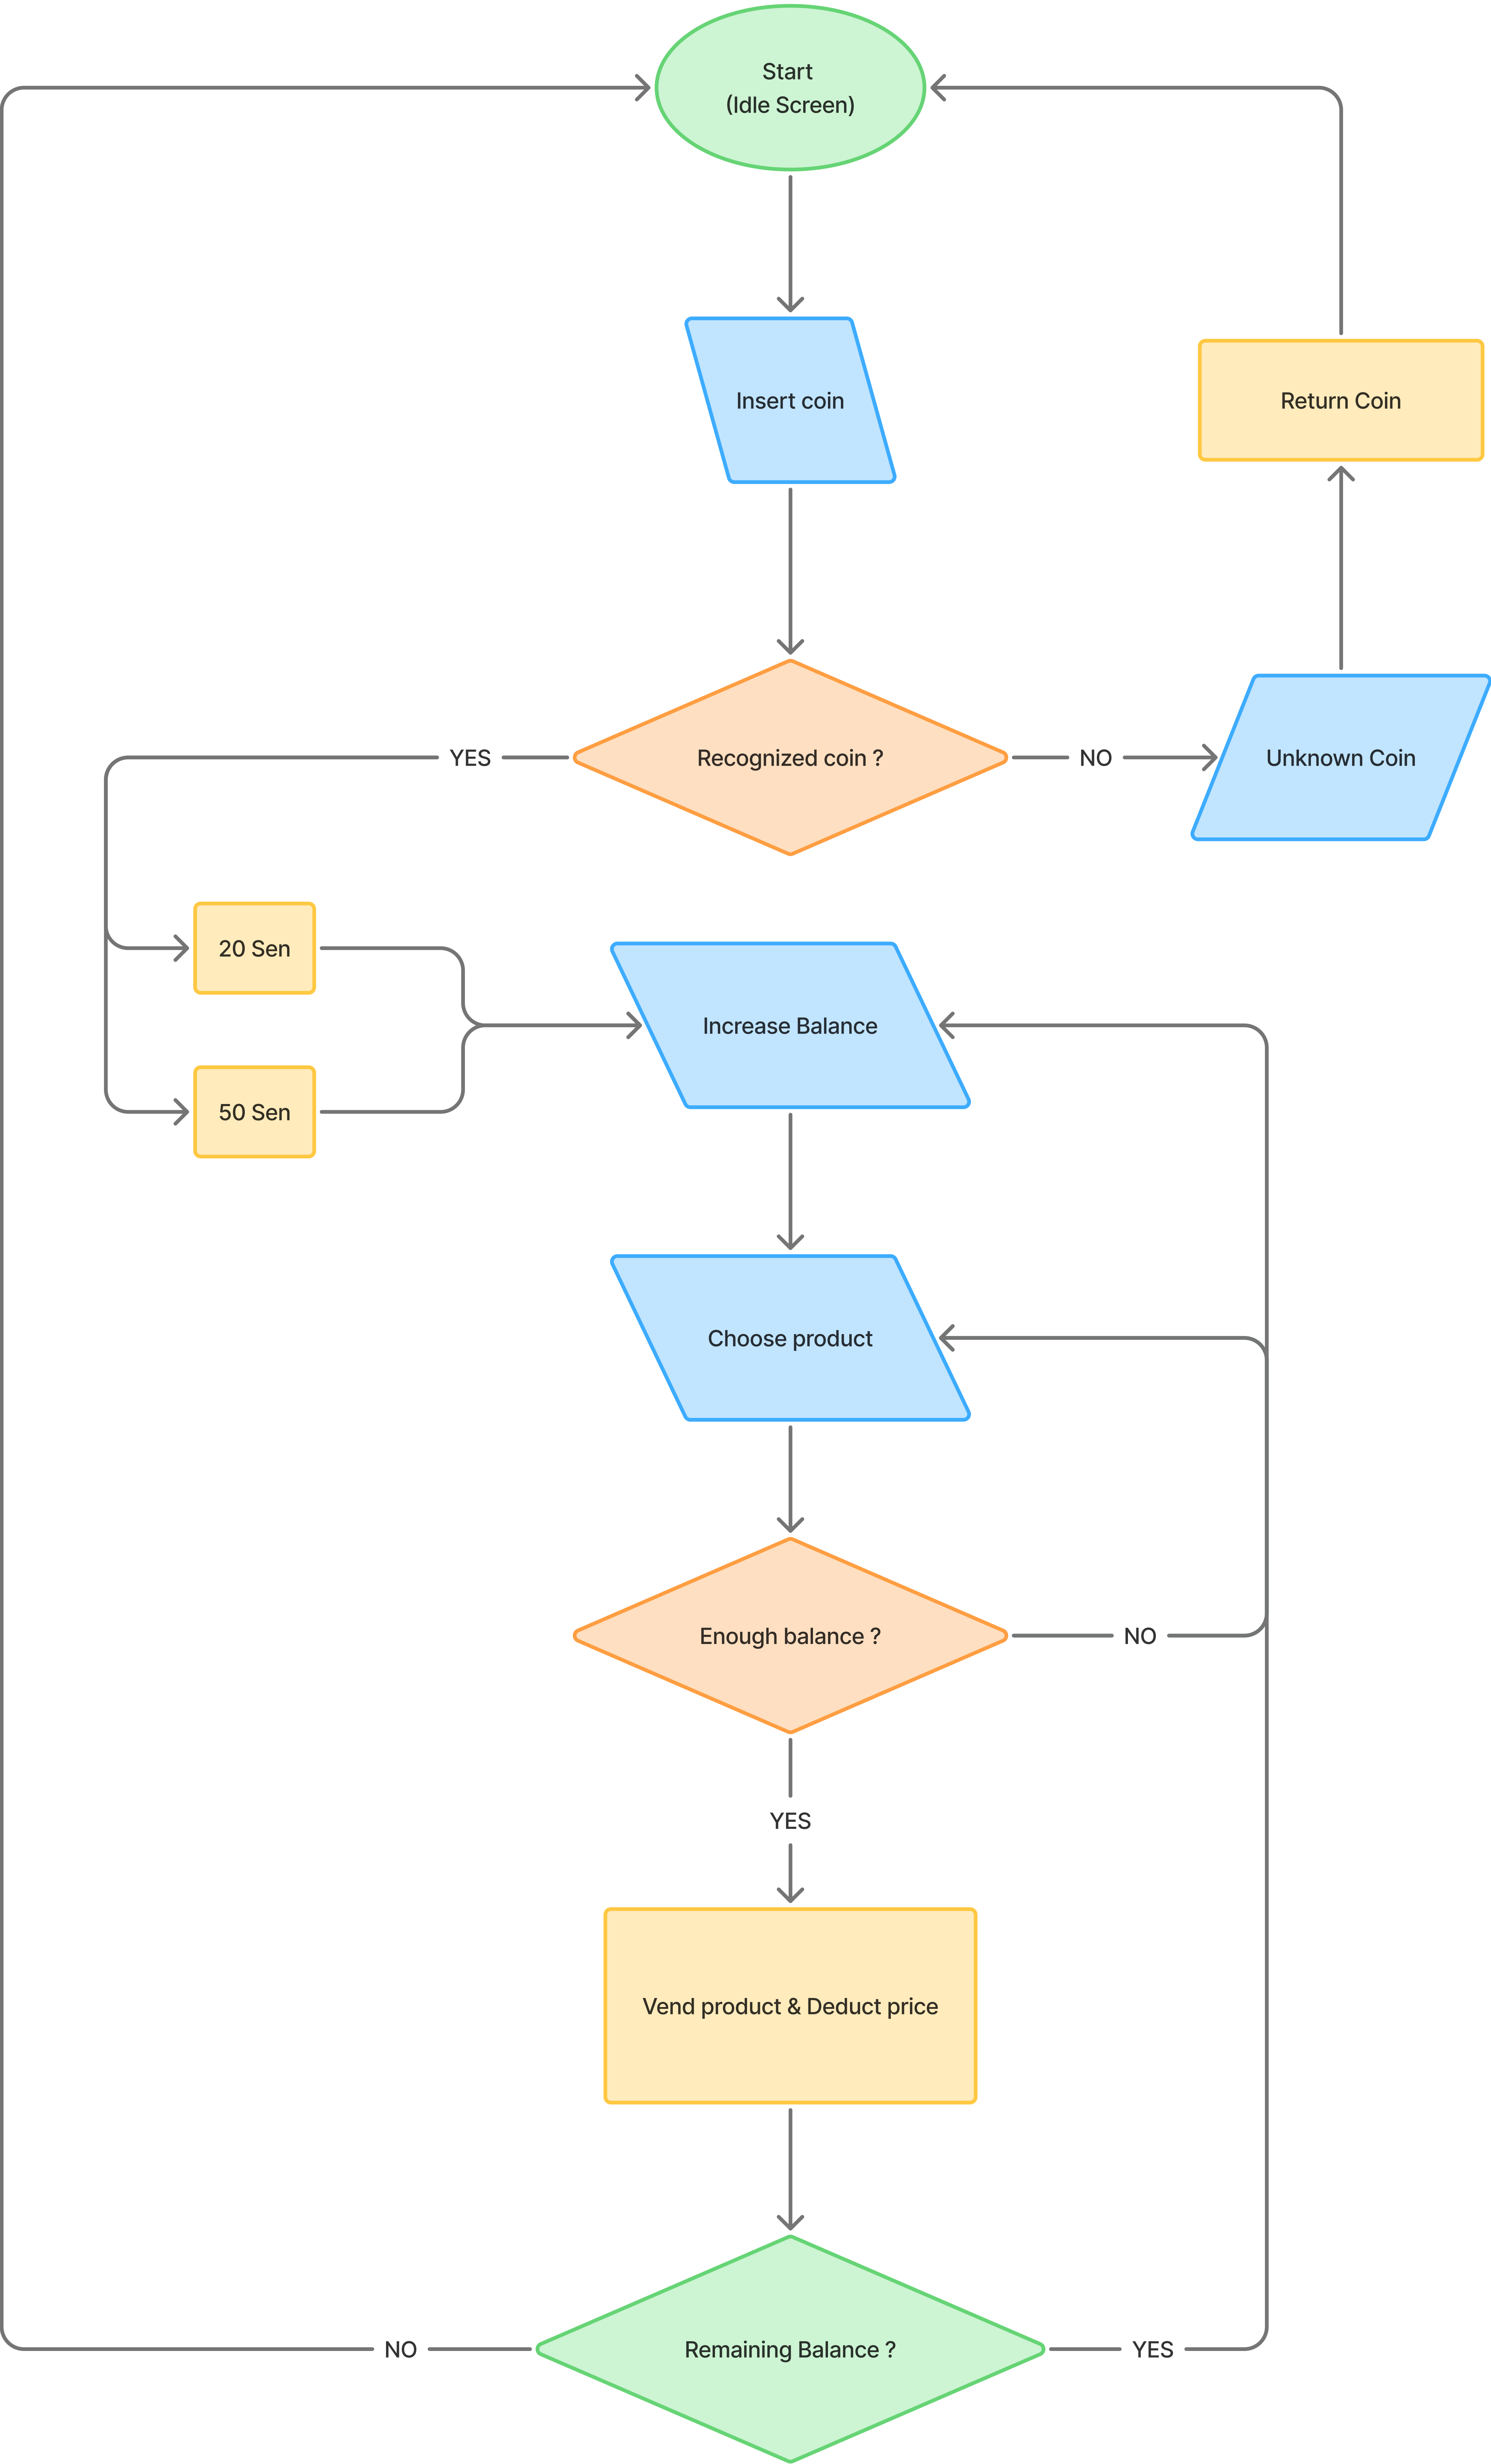 Start
(Idle Screen)
Insert coin
Return Coin
YES
Recognized coin ?
NO
Unknown Coin
20 Sen
Increase Balance
50 Sen
Choose product
Enough balance ?
NO
YES
Vend product & Deduct price
NO
Remaining Balance ?
YES